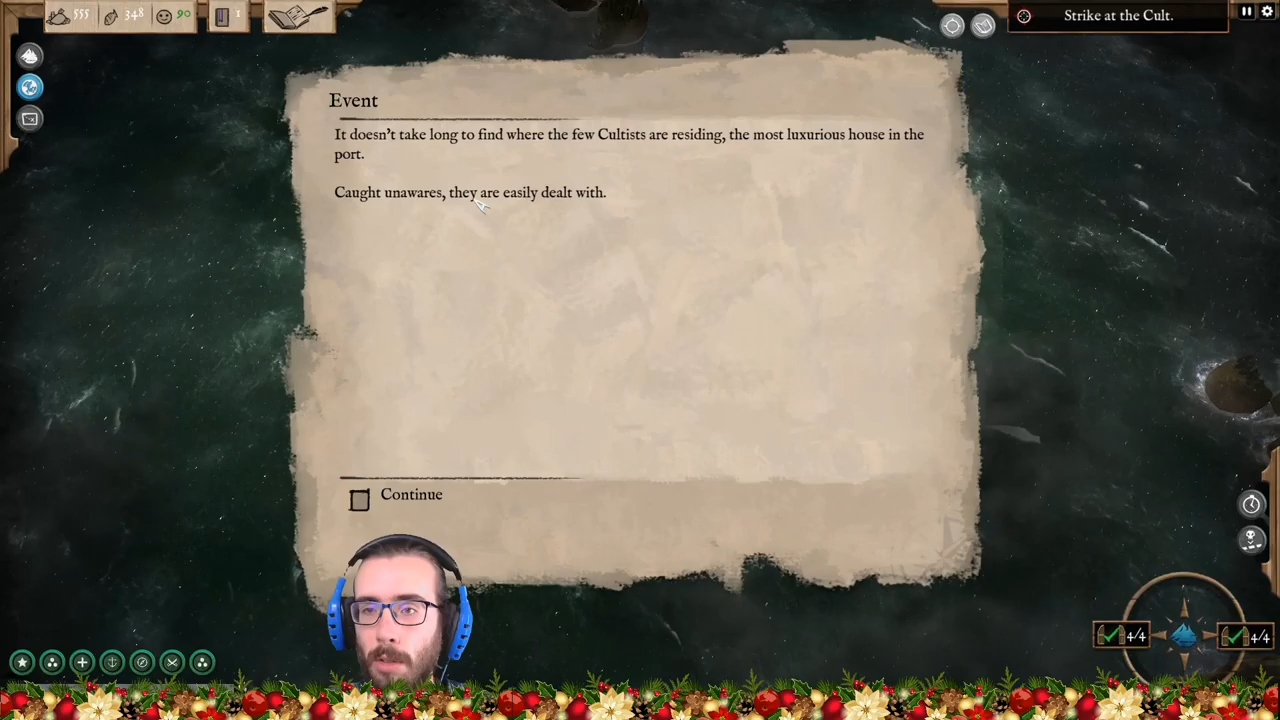 555 348 90 1
Strike at the Cult.
Event
It doesn't take long to find where the few Cultists are residing, the most luxurious house in the
port.
Caught unawares, they are easily dealt with.
Continue
4/4 4/4